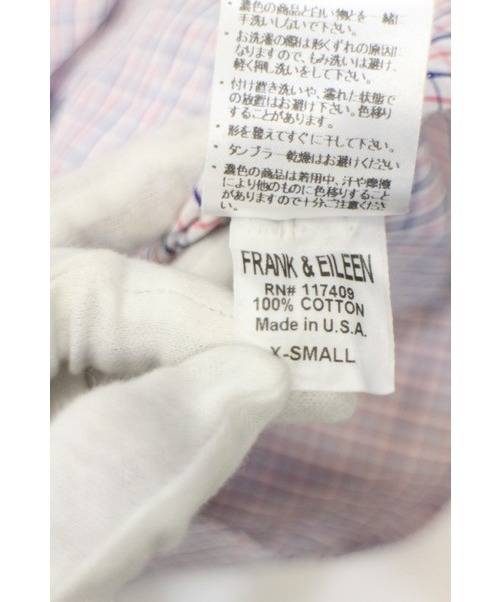 ・濃色の商品と白い物とを一緒に
手洗いしないで下さい。
・お洗濯の際は形くずれの原因に
なりますので、もみ洗いは避け、
軽く押し洗いをして下さい。
・付け置き洗いや、濡れた状態で
の放置はお避け下さい。色移り
することがあります。
・形を整えてすぐに干して下さい。
・タンブラー乾燥はお避けください
・濃色の商品は着用中、汗や摩擦
により他のものに色移りすること
がありますので十分ご注意くださ
い。
FRANK & EILEEN
RN# 117409
100% COTTON
Made in U.S.A.
X-SMALL